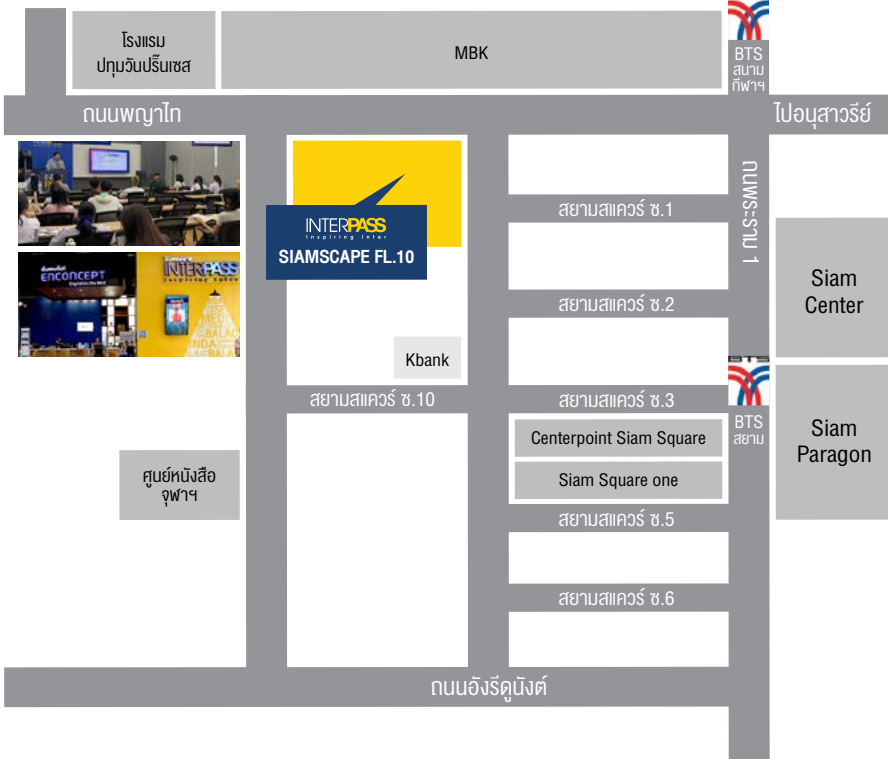 โรงแรม
ปทุมวันปริ๊นเซส
MBK
BTS
สนาม
กีฬาฯ
ถนนพญาไท
ไปอนุสาวรีย์
INTERPASS
Inspiring Inter
SIAMSCAPE FL.10
สยามสแควร์ ซ.1
ถนพระราม 1
ENCONCEPT
INTERPASS
Inspiring Inter
สยามสแควร์ ซ.2
Siam
Center
Kbank
BTS
สยามสแควร์ ซ.10
สยามสแควร์ ซ.3
BTS
สยาม
Centerpoint Siam Square
Siam
Paragon
ศูนย์หนังสือ
จุฬาฯ
Siam Square one
สยามสแควร์ ซ.5
สยามสแควร์ ซ.6
ถนนอังรีดูนังต์